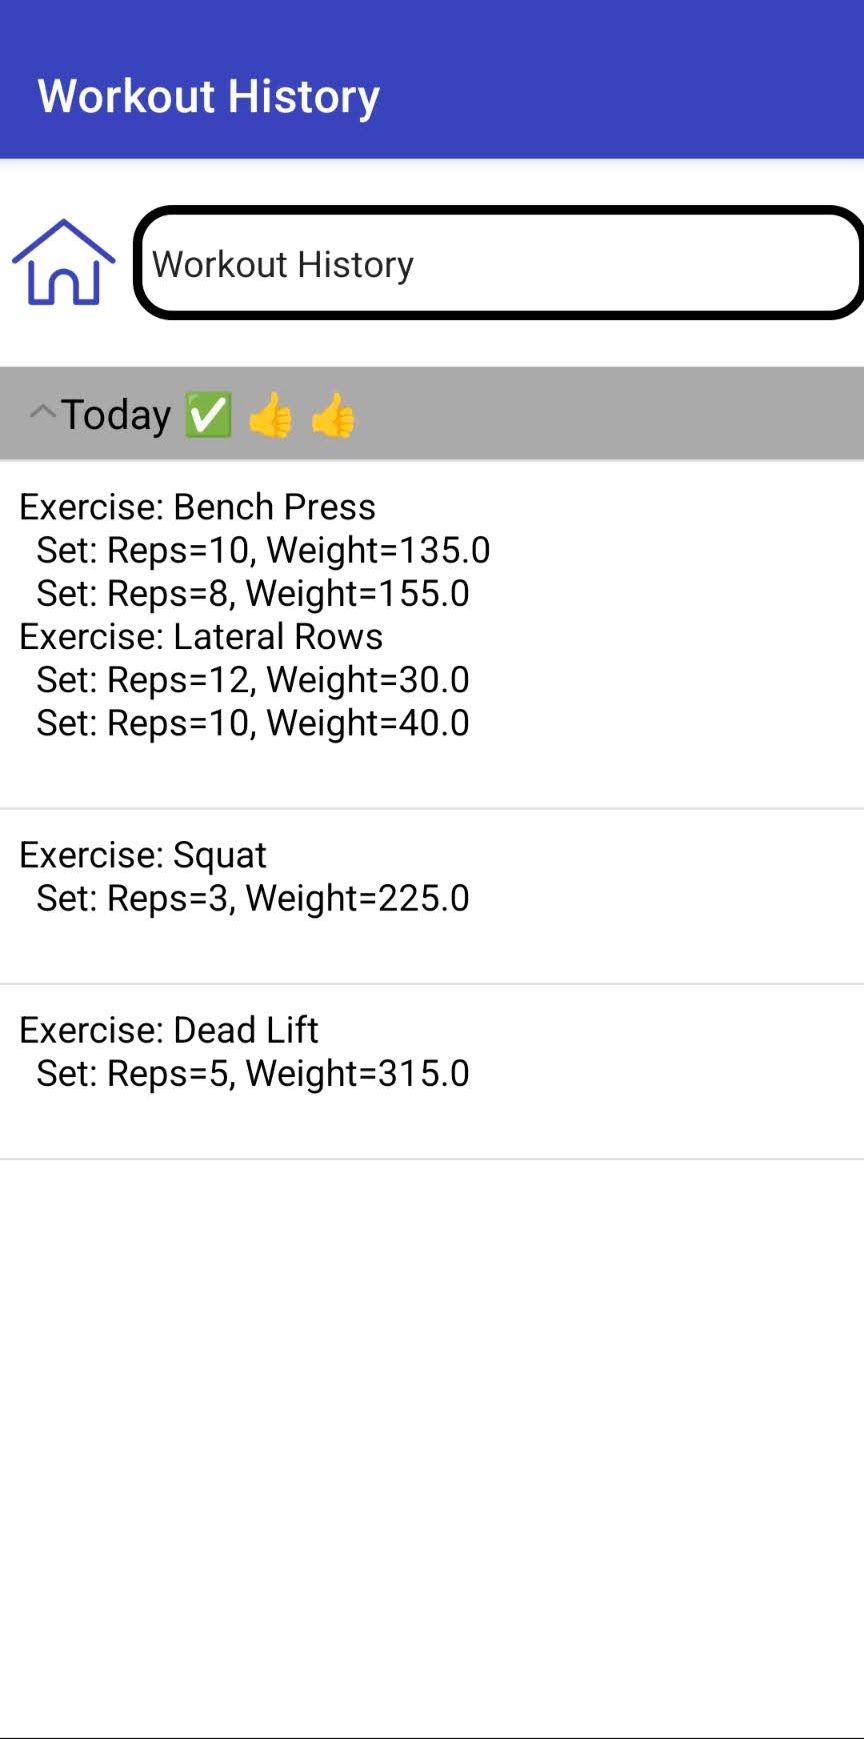 Workout History
Workout History
Today ✅ 👍 👍
Exercise: Bench Press
Set: Reps=10, Weight=135.0
Set: Reps=8, Weight=155.0
Exercise: Lateral Rows
Set: Reps=12, Weight=30.0
Set: Reps=10, Weight=40.0
Exercise: Squat
Set: Reps=3, Weight=225.0
Exercise: Dead Lift
Set: Reps=5, Weight=315.0